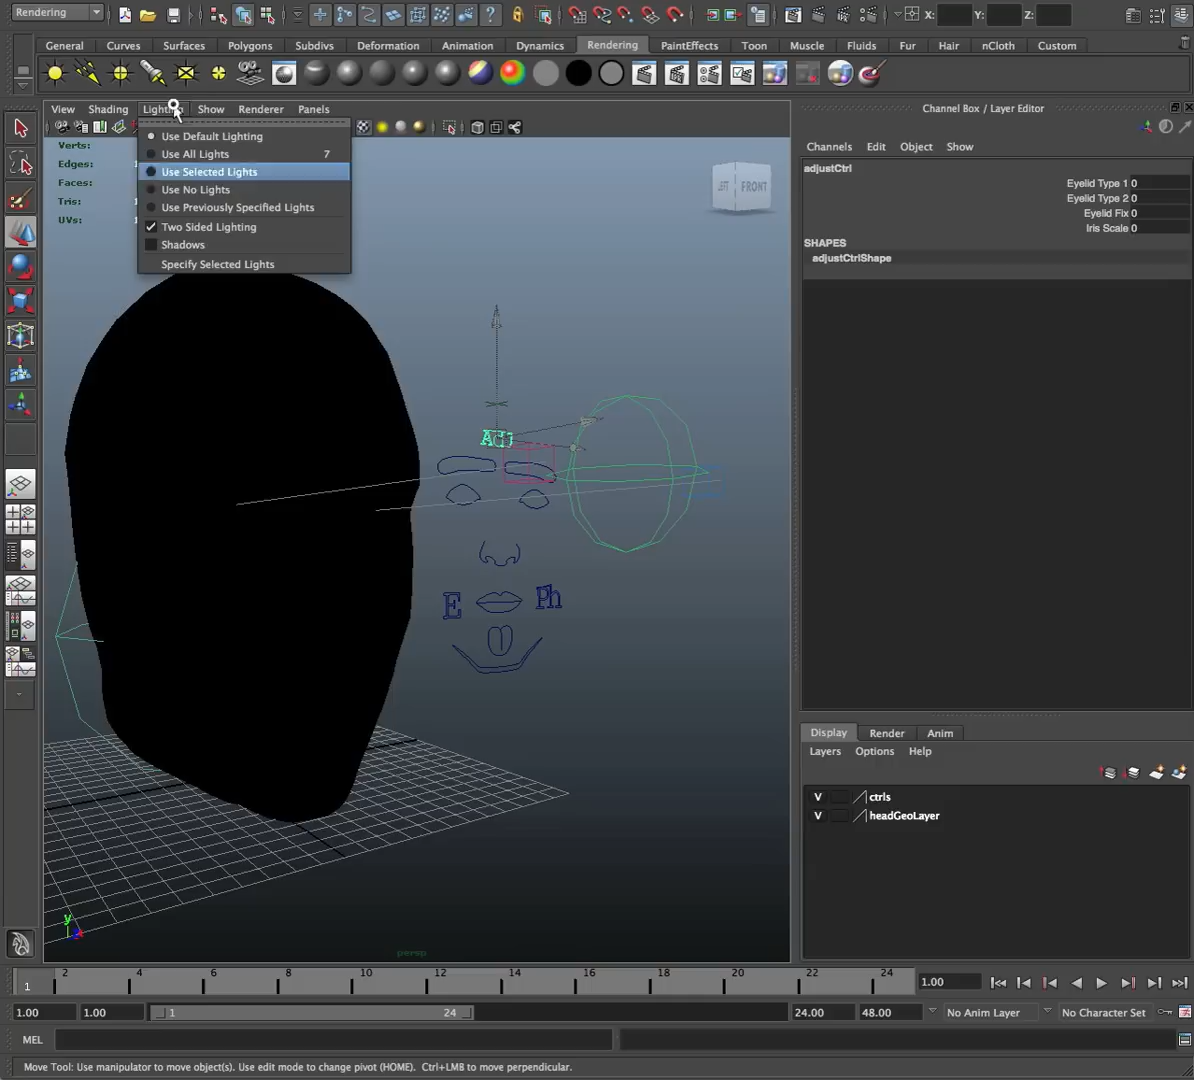 Rendering
X:
Y:
Z:
General Curves Surfaces Polygons Subdivs Deformation Animation Dynamics Rendering PaintEffects Toon Muscle Fluids Fur Hair nCloth Custom
View Shading Lighting Show Renderer Panels
Use Default Lighting
Use All Lights 7
Use Selected Lights
Use No Lights
Use Previously Specified Lights
Two Sided Lighting
Shadows
Specify Selected Lights
Verts:
Edges:
Faces:
Tris:
UVs:
LEFT FRONT
Adj
E
Ph
y
persp
Channel Box / Layer Editor
Channels Edit Object Show
adjustCtrl
Eyelid Type 1 0
Eyelid Type 2 0
Eyelid Fix 0
Iris Scale 0
SHAPES
adjustCtrlShape
Display Render Anim
Layers Options Help
V ctrls
V headGeoLayer
1 2 4 6 8 10 12 14 16 18 20 22 24
1.00
1.00 1.00 1 24 24.00 48.00 No Anim Layer No Character Set
MEL
Move Tool: Use manipulator to move object(s). Use edit mode to change pivot (HOME). Ctrl+LMB to move perpendicular.